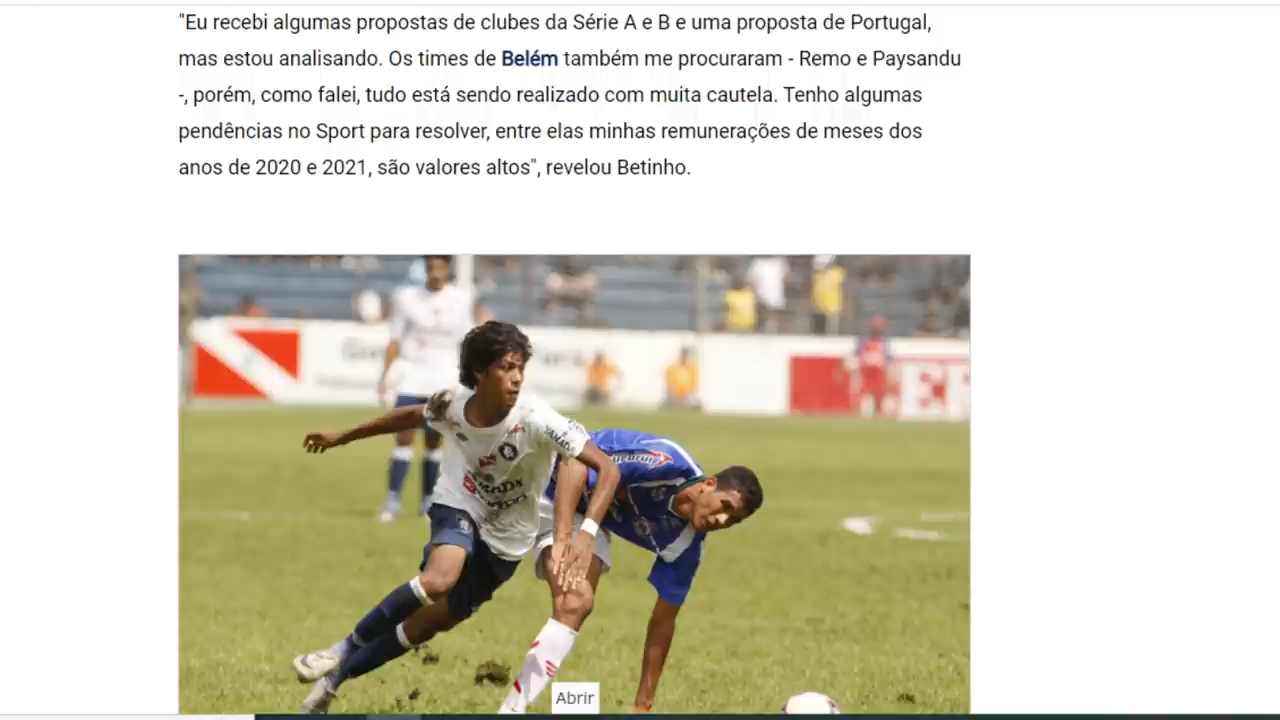 "Eu recebi algumas propostas de clubes da Série A e B e uma proposta de Portugal,
mas estou analisando. Os times de Belém também me procuraram - Remo e Paysandu
-, porém, como falei, tudo está sendo realizado com muita cautela. Tenho algumas
pendências no Sport para resolver, entre elas minhas remunerações de meses dos
anos de 2020 e 2021, são valores altos", revelou Betinho.
Abrir